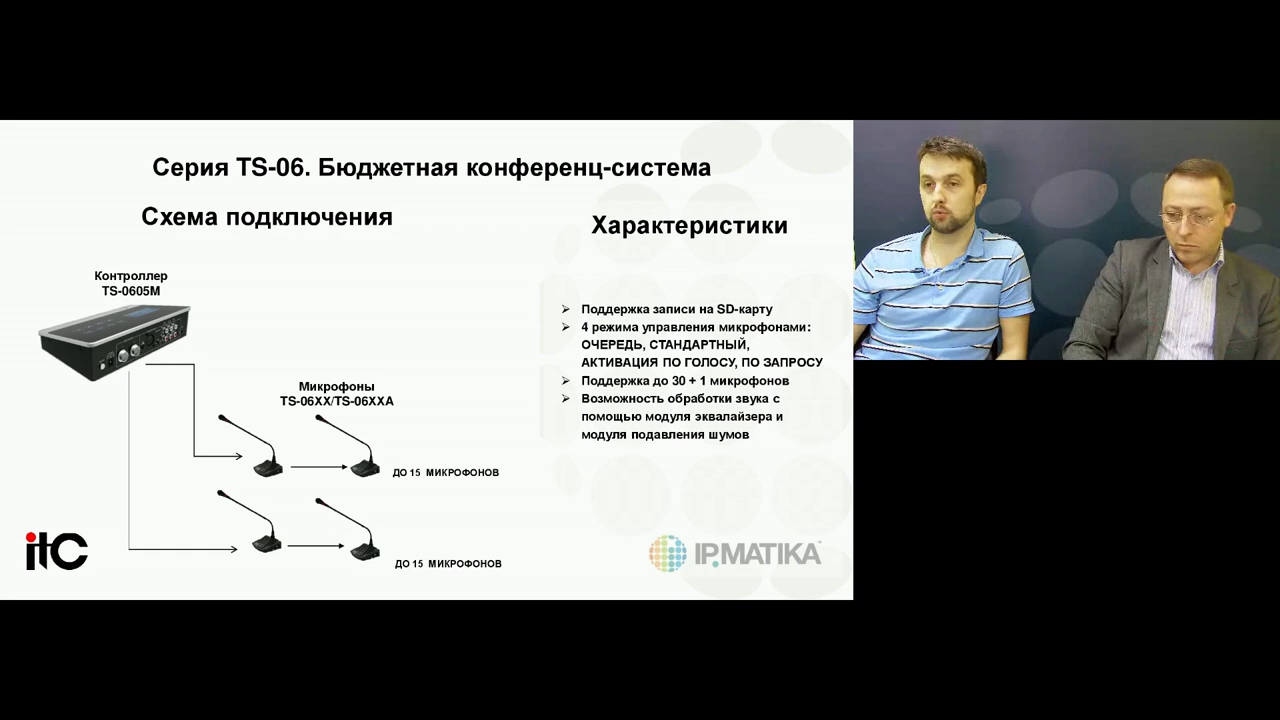 Серия TS-06. Бюджетная конференц-система
Схема подключения
Характеристики
Контроллер
TS-0605M
Микрофоны
TS-06XX/TS-06XXA
ДО 15 МИКРОФОНОВ
ДО 15 МИКРОФОНОВ
Поддержка записи на SD-карту
4 режима управления микрофонами:
ОЧЕРЕДЬ, СТАНДАРТНЫЙ,
АКТИВАЦИЯ ПО ГОЛОСУ, ПО ЗАПРОСУ
Поддержка до 30 + 1 микрофонов
Возможность обработки звука с
помощью модуля эквалайзера и
модуля подавления шумов
itC
IP.MATIKA